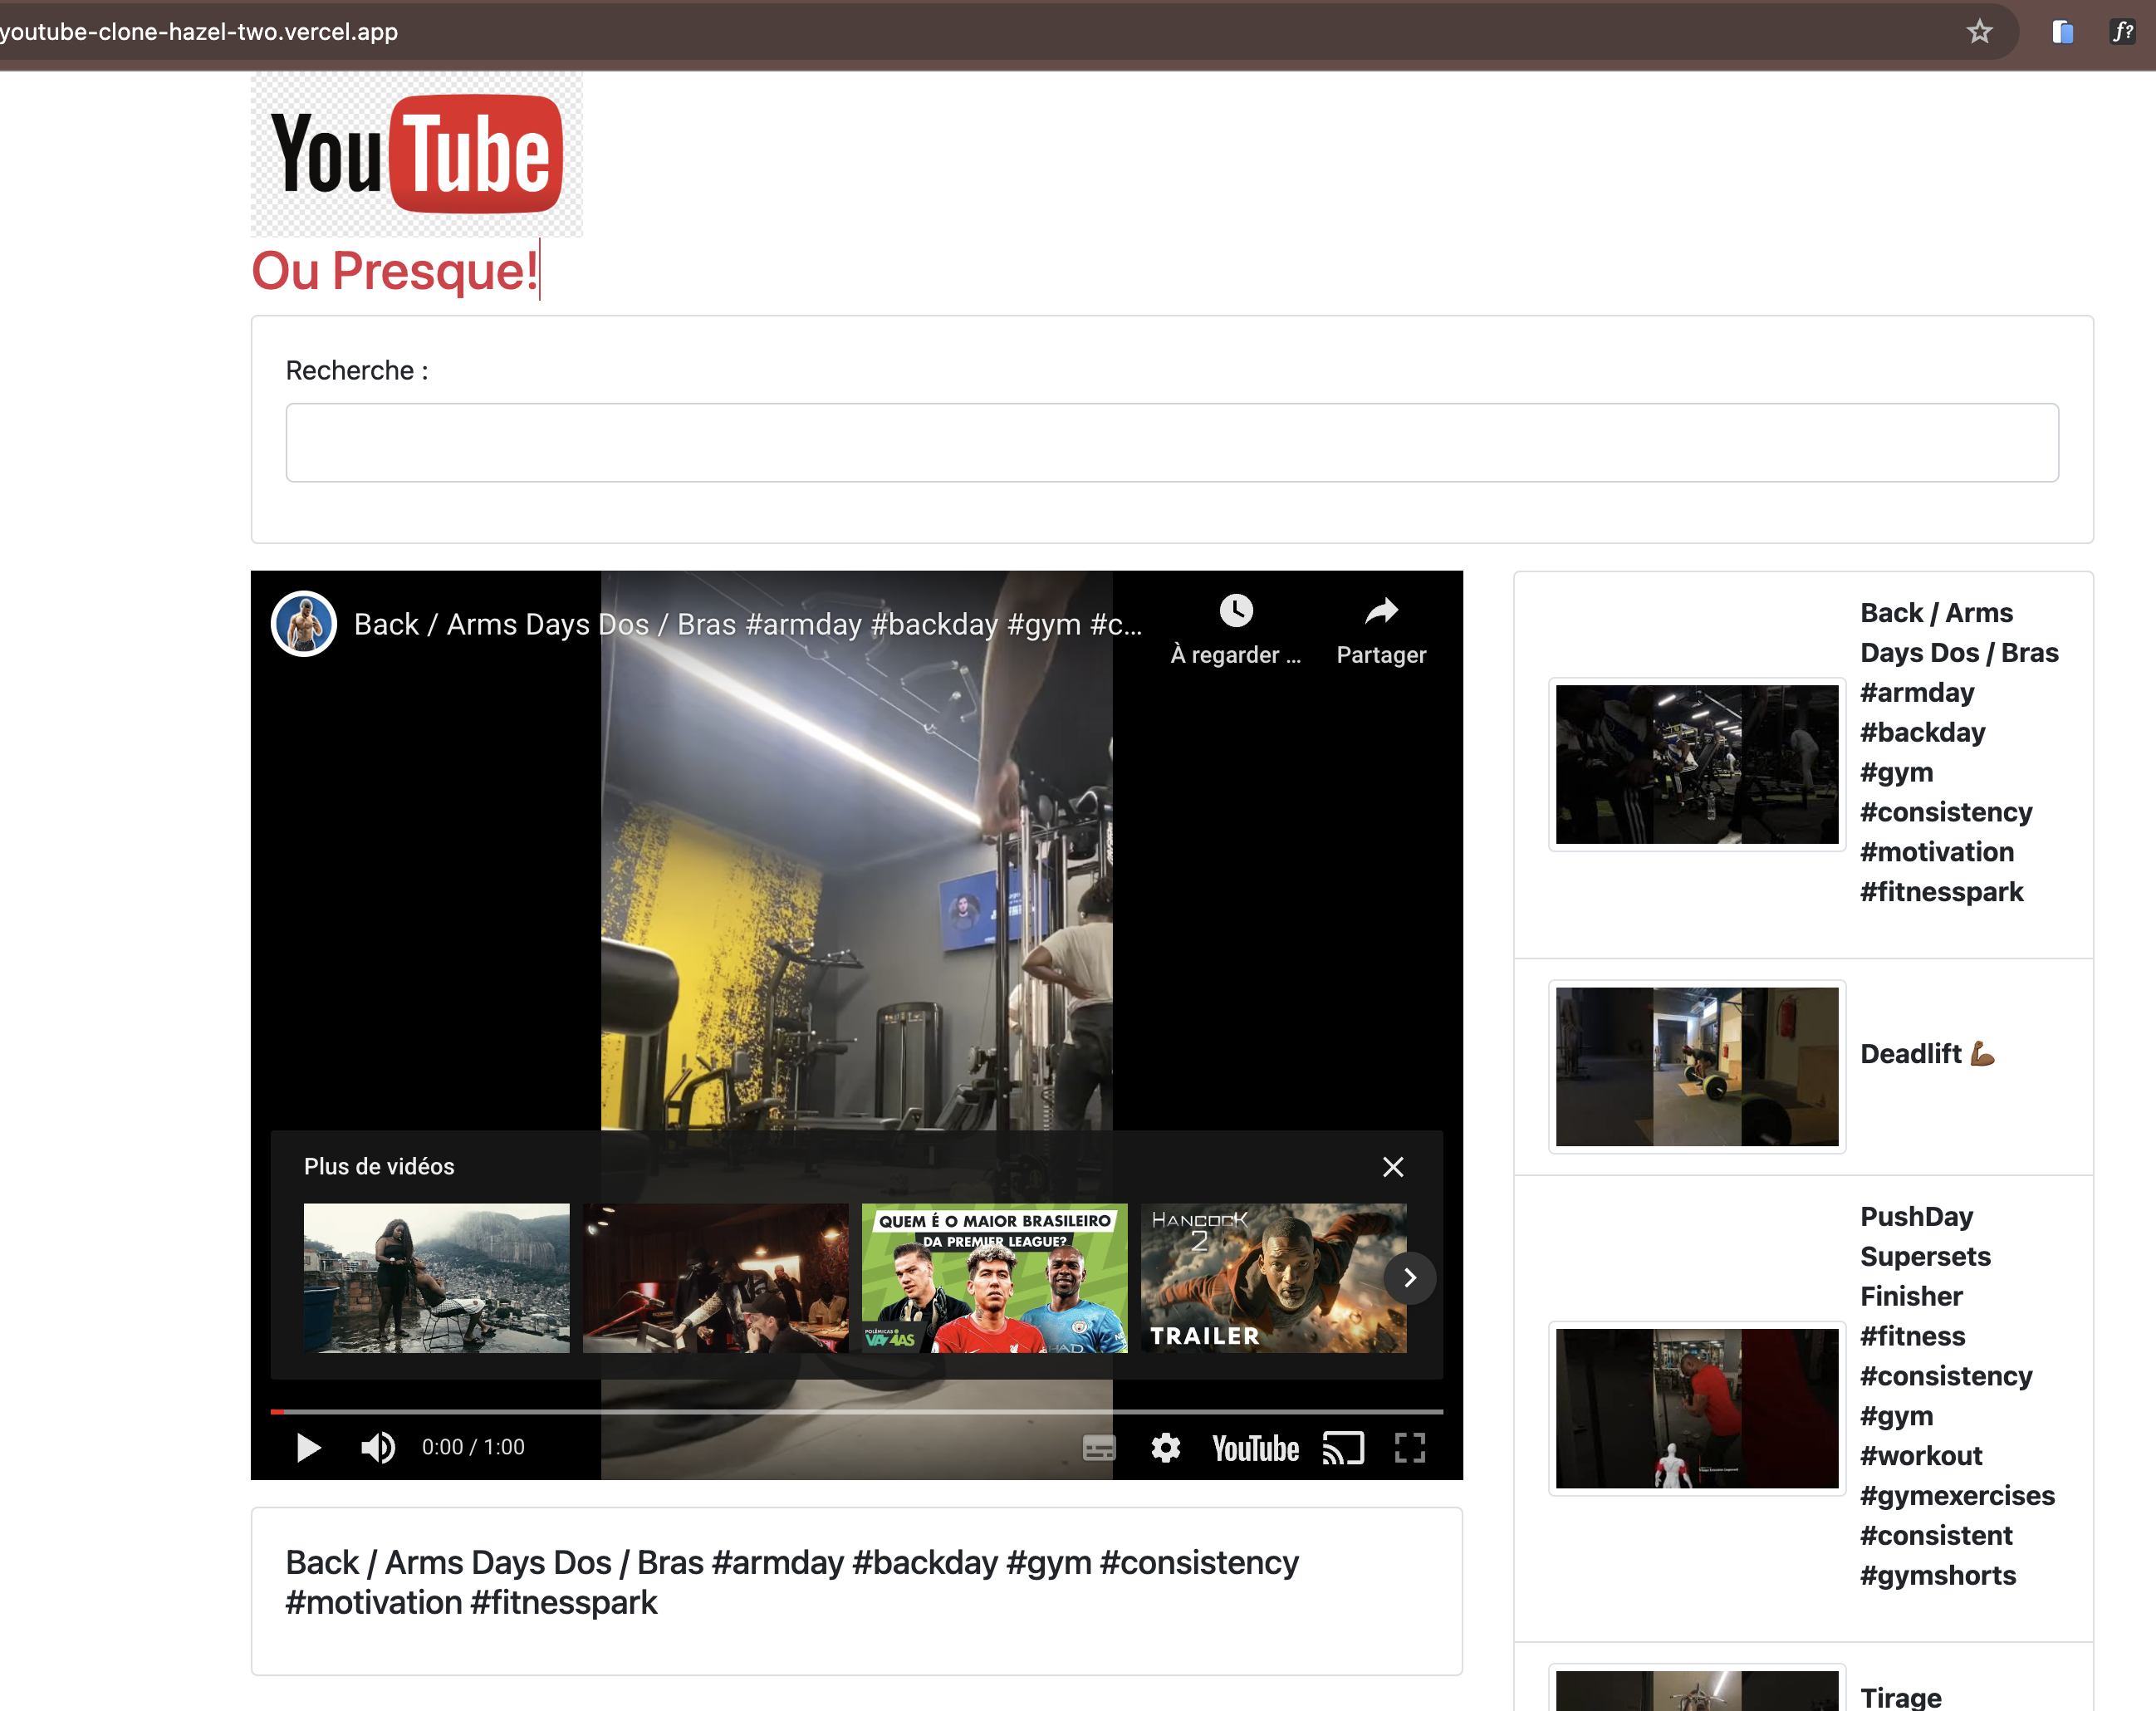 youtube-clone-hazel-two.vercel.app
f?
YouTube
Ou Presque!
Recherche :
Back / Arms Days Dos / Bras #armday #backday #gym #c...
À regarder ...
Partager
Plus de vidéos
QUEM É O MAIOR BRASILEIRO
DA PREMIER LEAGUE?
POLÊMICAS
HANCOCK
2
TRAILER
0:00 / 1:00
YouTube
Back / Arms Days Dos / Bras #armday #backday #gym #consistency
#motivation #fitnesspark
Back / Arms
Days Dos / Bras
#armday
#backday
#gym
#consistency
#motivation
#fitnesspark
Deadlift 💪🏾
PushDay
Supersets
Finisher
#fitness
#consistency
#gym
#workout
#gymexercises
#consistent
#gymshorts
Tirage